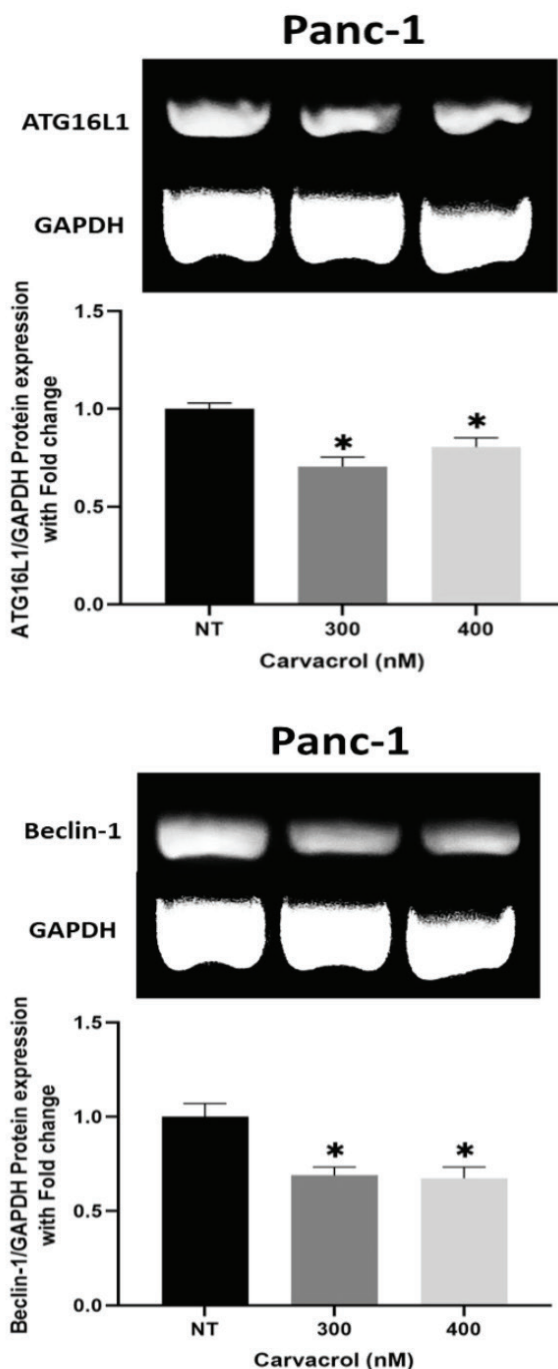 Panc-1
ATG16L1
GAPDH
ATG16L1/GAPDH Protein expression
with Fold change
1.5
1.0
0.5
0.0
*
*
NT 300 400
Carvacrol (nM)
Panc-1
Beclin-1
GAPDH
Beclin-1/GAPDH Protein expression
with Fold change
1.5
1.0
0.5
0.0
*
*
NT 300 400
Carvacrol (nM)